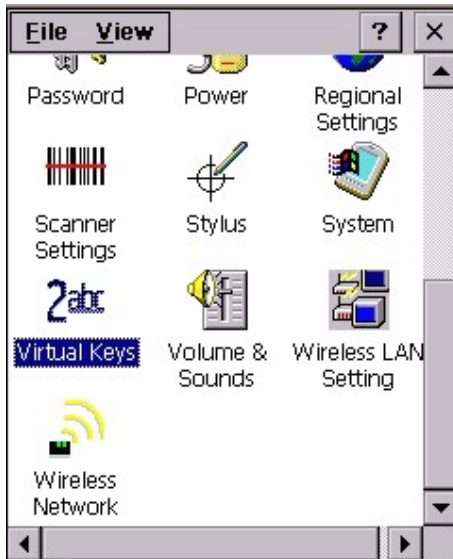 File View ? ×
Password Power Regional
Settings
Scanner Stylus System
Settings
2abc
Virtual Keys Volume & Wireless LAN
Sounds Setting
Wireless
Network